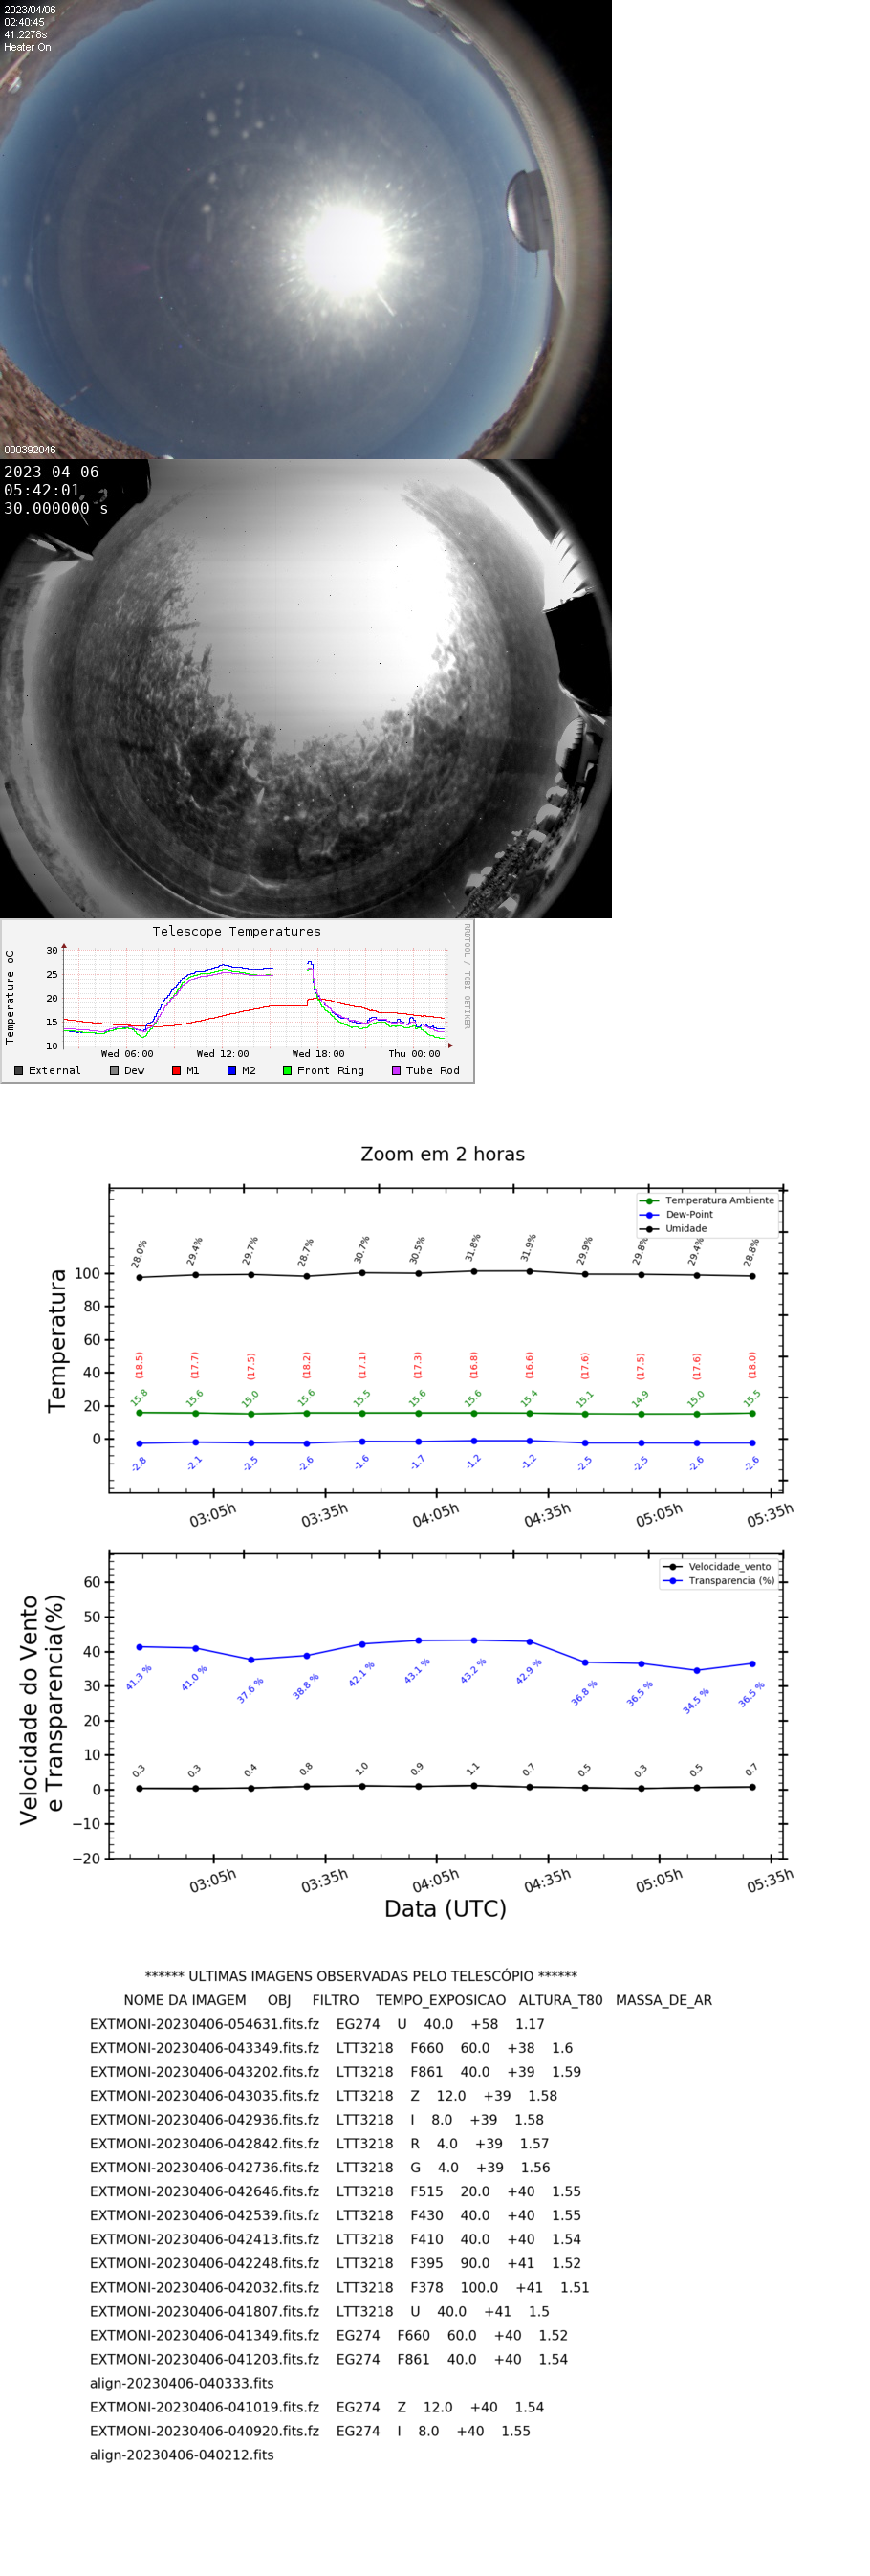 2023/04/06
02:40:45
41.2278s
Heater On
000392046
2023-04-06
05:42:01
30.000000 s
Telescope Temperatures
RRDTOOL / TOBI OETIKER
Temperature oC
30
25
20
15
10
Wed 06:00 Wed 12:00 Wed 18:00 Thu 00:00
External Dew M1 M2 Front Ring Tube Rod
Zoom em 2 horas
Temperatura Ambiente
Dew-Point
Umidade
Temperatura
100
80
60
40
20
0
28.0% 29.4% 29.7% 28.7% 30.7% 30.5% 31.8% 31.9% 29.9% 29.8% 29.4% 28.8%
(18.5) (17.7) (17.5) (18.2) (17.1) (17.3) (16.8) (16.6) (17.6) (17.5) (17.6) (18.0)
15.8 15.6 15.0 15.6 15.5 15.6 15.6 15.4 15.1 14.9 15.0 15.5
-2.8 -2.1 -2.5 -2.6 -1.6 -1.7 -1.2 -1.2 -2.5 -2.5 -2.6 -2.6
03:05h 03:35h 04:05h 04:35h 05:05h 05:35h
Velocidade_vento
Transparencia (%)
Velocidade do Vento
e Transparencia(%)
60
50
40
30
20
10
0
−10
−20
41.3 % 41.0 % 37.6 % 38.8 % 42.1 % 43.1 % 43.2 % 42.9 % 36.8 % 36.5 % 34.5 % 36.5 %
0.3 0.3 0.4 0.8 1.0 0.9 1.1 0.7 0.5 0.3 0.5 0.7
03:05h 03:35h 04:05h 04:35h 05:05h 05:35h
Data (UTC)
****** ULTIMAS IMAGENS OBSERVADAS PELO TELESCÓPIO ******
NOME DA IMAGEM OBJ FILTRO TEMPO_EXPOSICAO ALTURA_T80 MASSA_DE_AR
EXTMONI-20230406-054631.fits.fz EG274 U 40.0 +58 1.17
EXTMONI-20230406-043349.fits.fz LTT3218 F660 60.0 +38 1.6
EXTMONI-20230406-043202.fits.fz LTT3218 F861 40.0 +39 1.59
EXTMONI-20230406-043035.fits.fz LTT3218 Z 12.0 +39 1.58
EXTMONI-20230406-042936.fits.fz LTT3218 I 8.0 +39 1.58
EXTMONI-20230406-042842.fits.fz LTT3218 R 4.0 +39 1.57
EXTMONI-20230406-042736.fits.fz LTT3218 G 4.0 +39 1.56
EXTMONI-20230406-042646.fits.fz LTT3218 F515 20.0 +40 1.55
EXTMONI-20230406-042539.fits.fz LTT3218 F430 40.0 +40 1.55
EXTMONI-20230406-042413.fits.fz LTT3218 F410 40.0 +40 1.54
EXTMONI-20230406-042248.fits.fz LTT3218 F395 90.0 +41 1.52
EXTMONI-20230406-042032.fits.fz LTT3218 F378 100.0 +41 1.51
EXTMONI-20230406-041807.fits.fz LTT3218 U 40.0 +41 1.5
EXTMONI-20230406-041349.fits.fz EG274 F660 60.0 +40 1.52
EXTMONI-20230406-041203.fits.fz EG274 F861 40.0 +40 1.54
align-20230406-040333.fits
EXTMONI-20230406-041019.fits.fz EG274 Z 12.0 +40 1.54
EXTMONI-20230406-040920.fits.fz EG274 I 8.0 +40 1.55
align-20230406-040212.fits